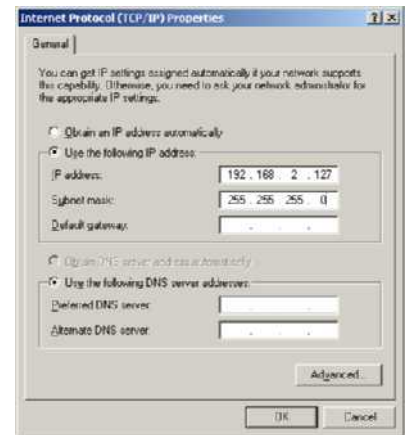 Internet Protocol (TCP/IP) Properties
General
You can get IP settings assigned automatically if your network supports
this capability. Otherwise, you need to ask your network administrator for
the appropriate IP settings.
Obtain an IP address automatically
Use the following IP address:
IP address: 192 . 168 . 2 . 127
Subnet mask: 255 . 255 . 255 . 0
Default gateway: . . .
Obtain DNS server address automatically
Use the following DNS server addresses:
Preferred DNS server: . . .
Alternate DNS server: . . .
Advanced...
OK Cancel